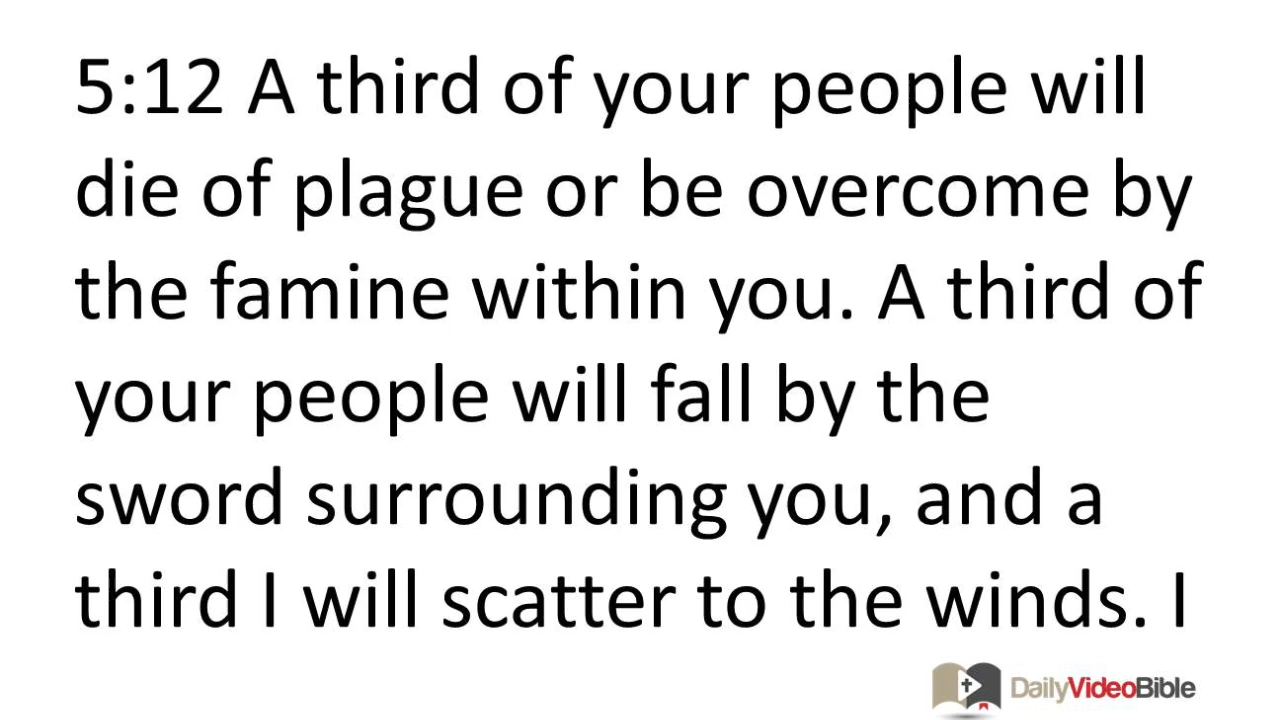 5:12 A third of your people will
die of plague or be overcome by
the famine within you. A third of
your people will fall by the
sword surrounding you, and a
third I will scatter to the winds. I
DailyVideoBible